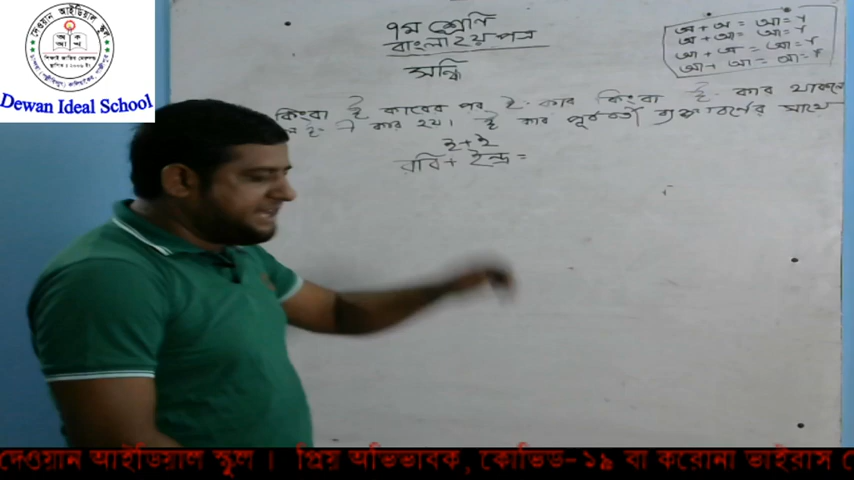 দেওয়ান আইডিয়াল স্কুল
Dewan Ideal School
৭ম শ্রেণি
বাংলা ২য় পত্র
সন্ধি
অ + অ = আ = া
অ + আ = আ = া
আ + অ = আ = া
আ + আ = আ = া
কিংবা ই কারের পর ই-কার কিংবা ঈ-কার থাকলে
ই- ী কার হয়। ঈ কার পূর্ববর্তী ব্যঞ্জনবর্ণের সাথে
ই+ই
রবি + ইন্দ্র =
দেওয়ান আইডিয়াল স্কুল । প্রিয় অভিভাবক, কোভিড- ১৯ বা করোনা ভাইরাস